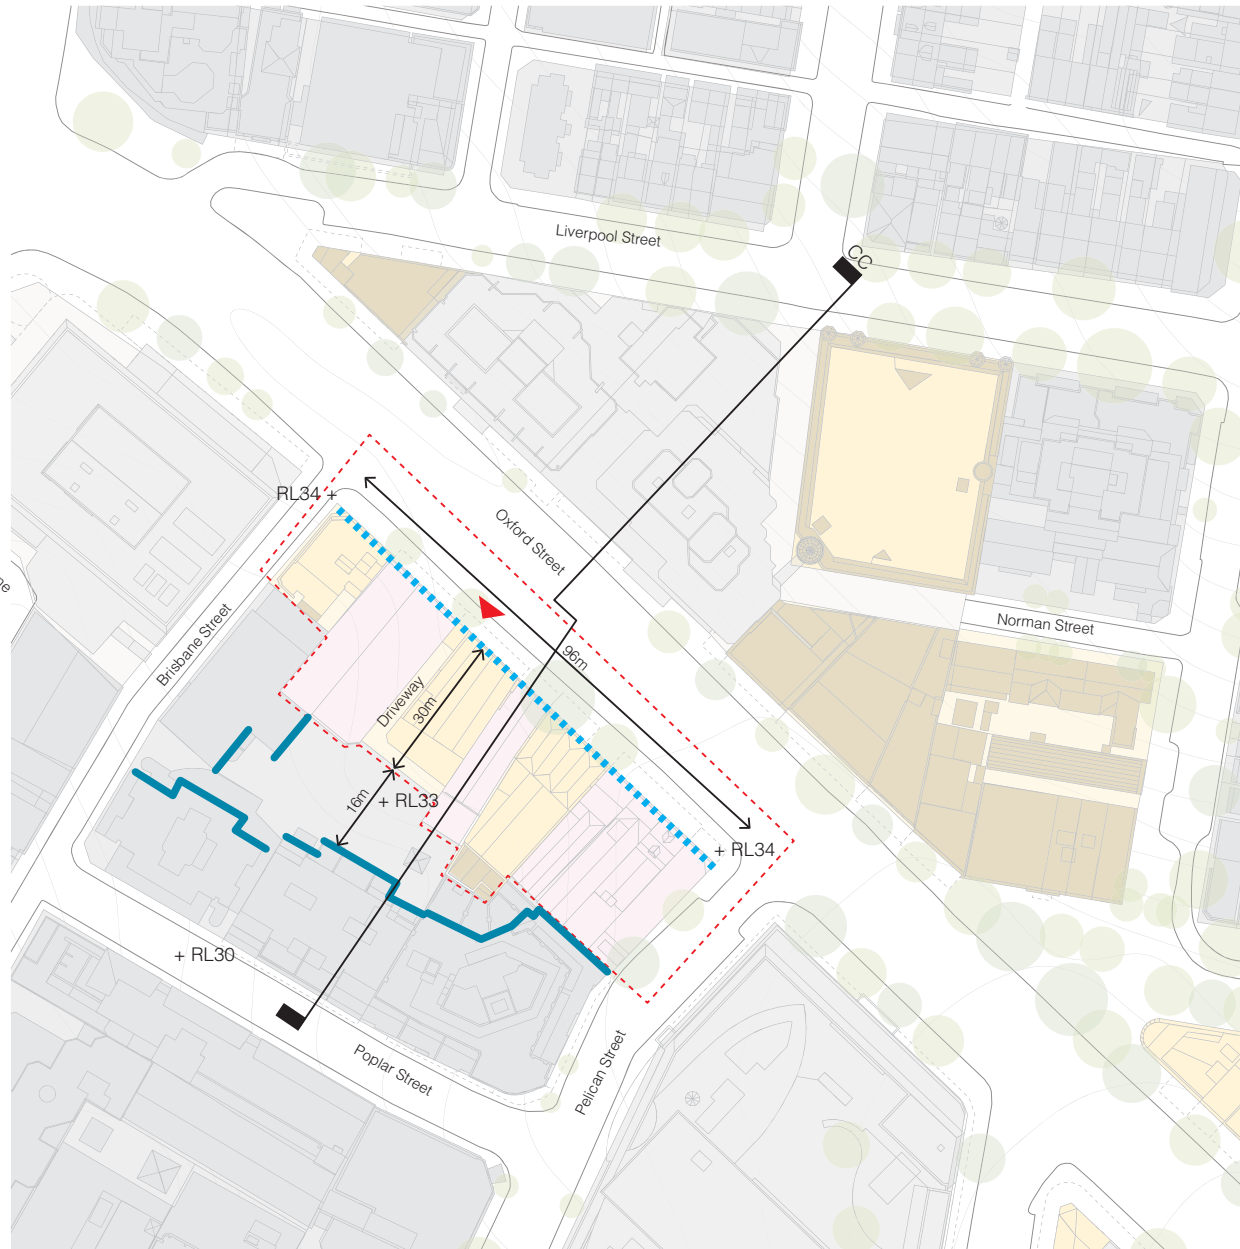 Liverpool Street
CC
RL34 +
Oxford Street
Norman Street
Brisbane Street
96m
Driveway
30m
16m
+ RL33
+ RL34
+ RL30
Poplar Street
Pelican Street